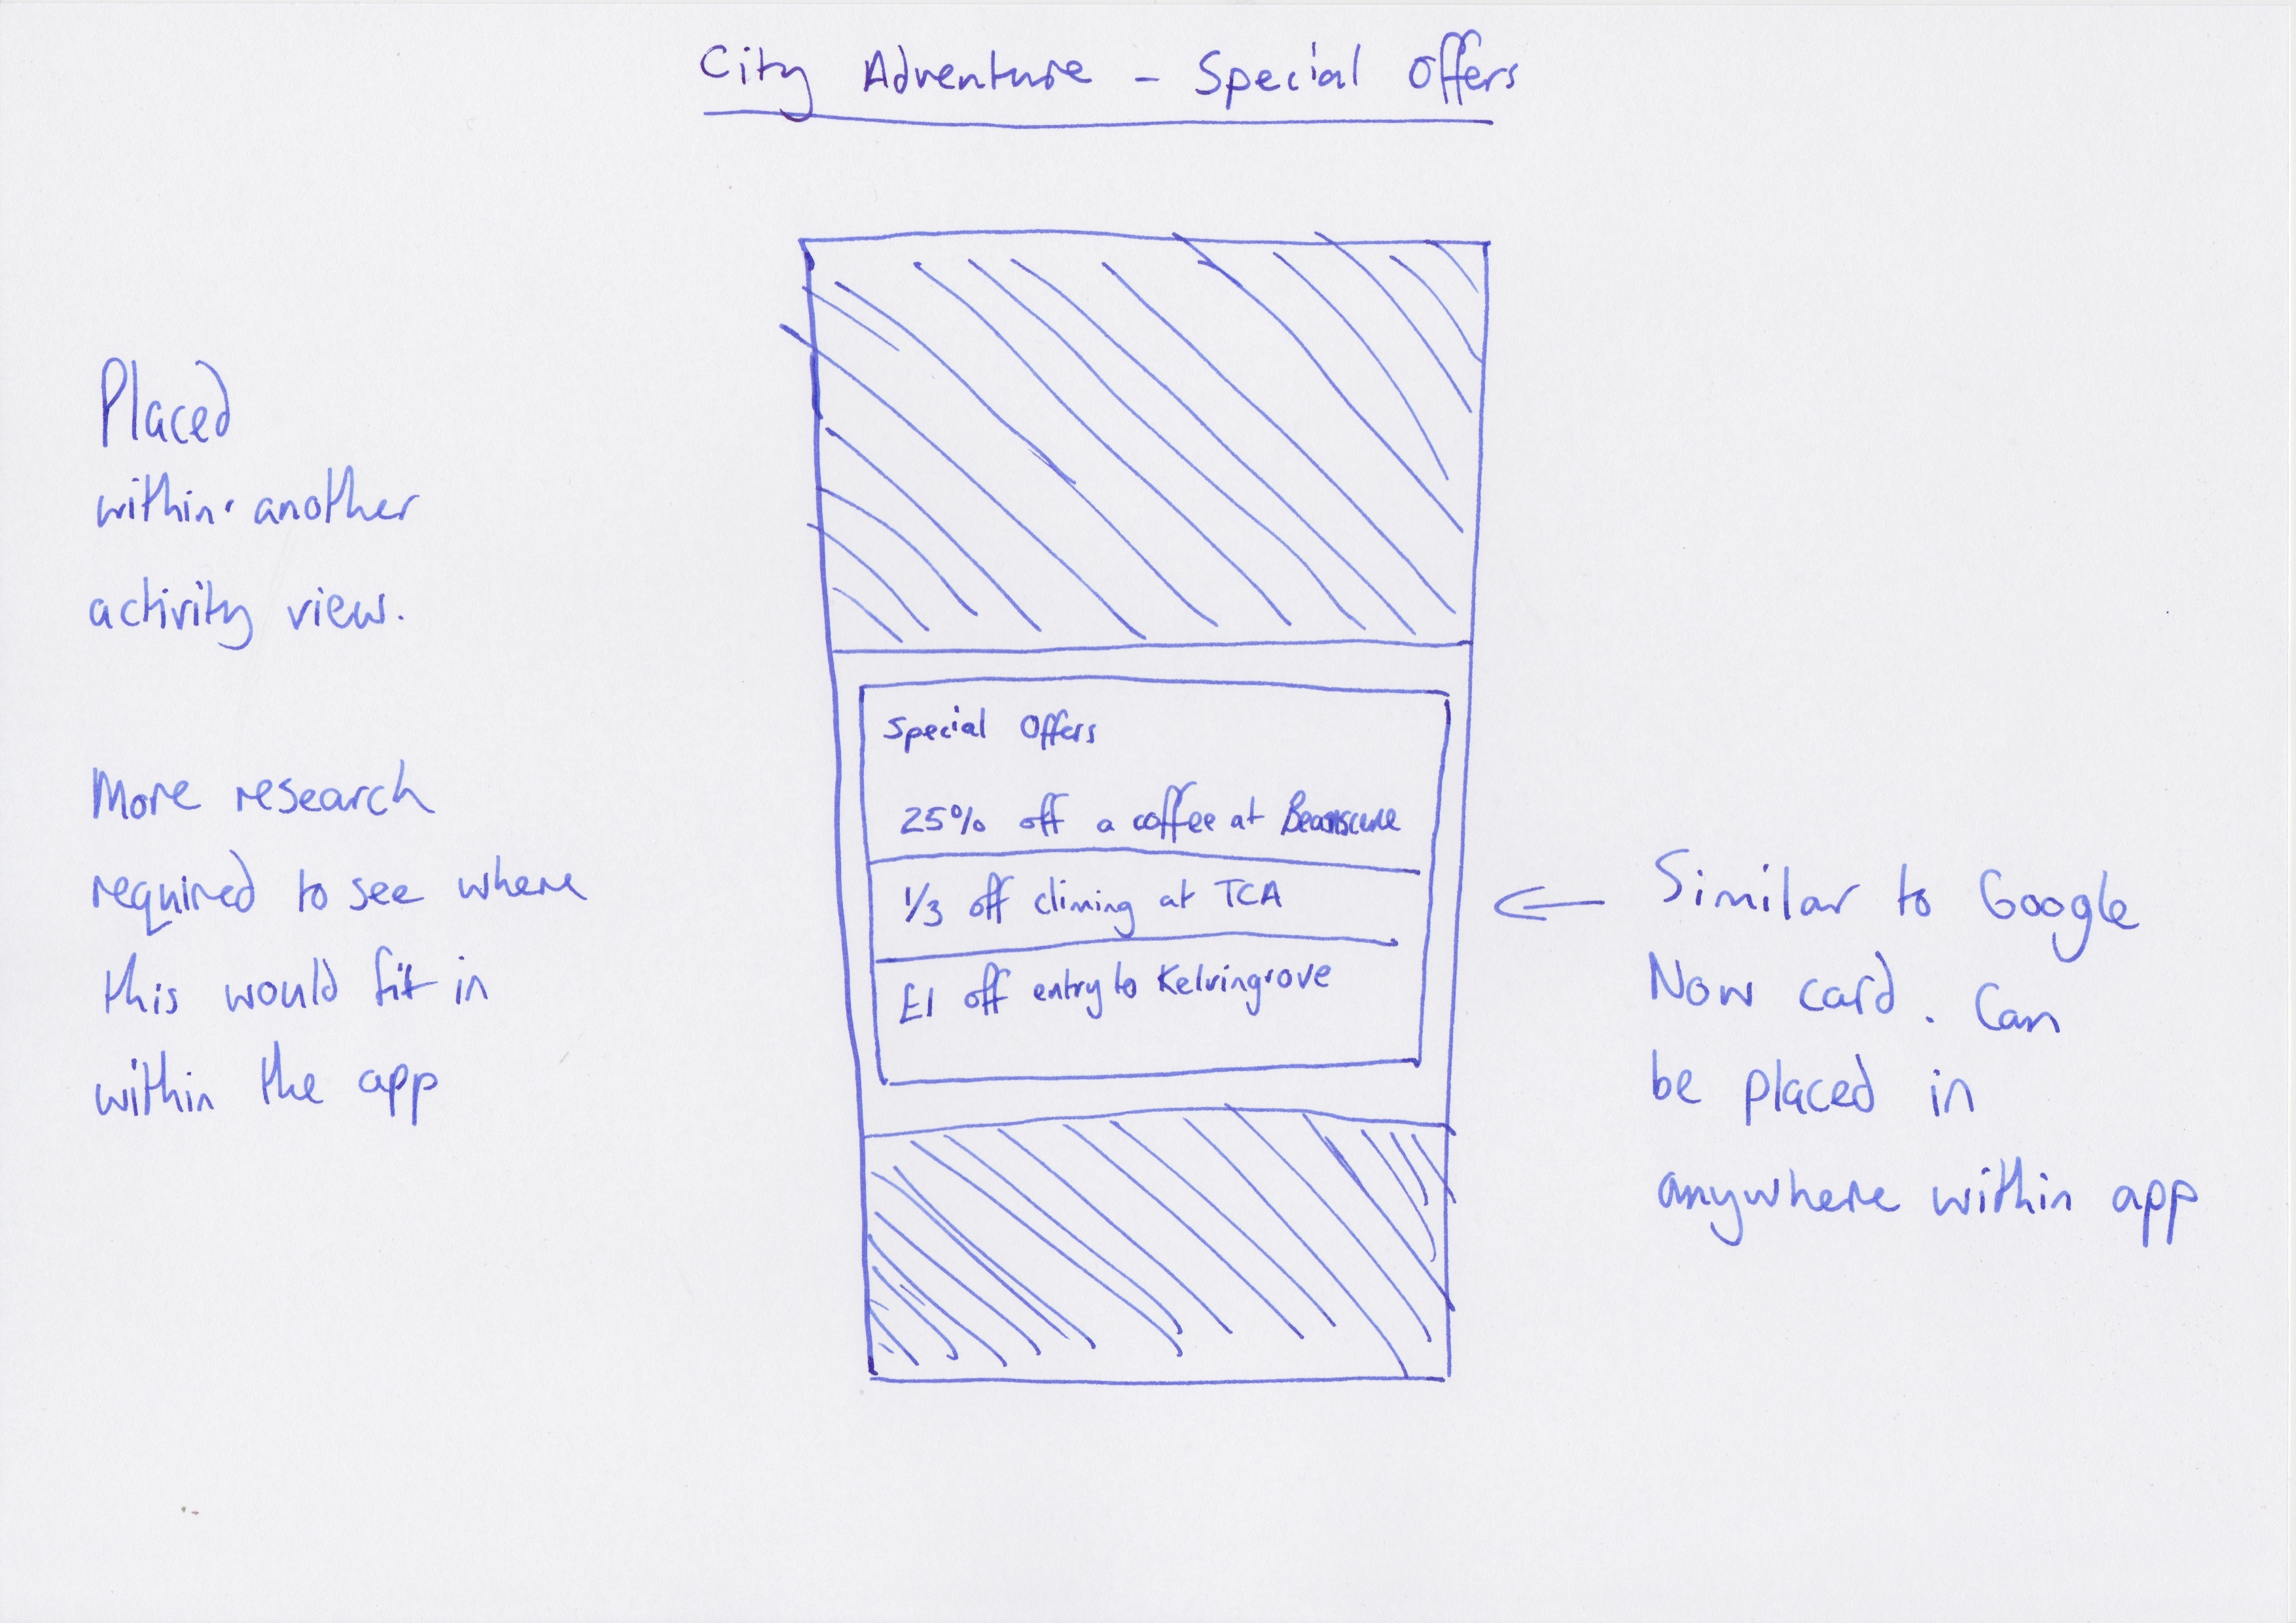 City Adventure - Special Offers
Placed
within another
activity view.
More research
required to see where
this would fit in
within the app
Special Offers
25% off a coffee at
1/3 off climing at TCA
£1 off entry to Kelvingrove
Similar to Google
Now card. Can
be placed in
anywhere within app